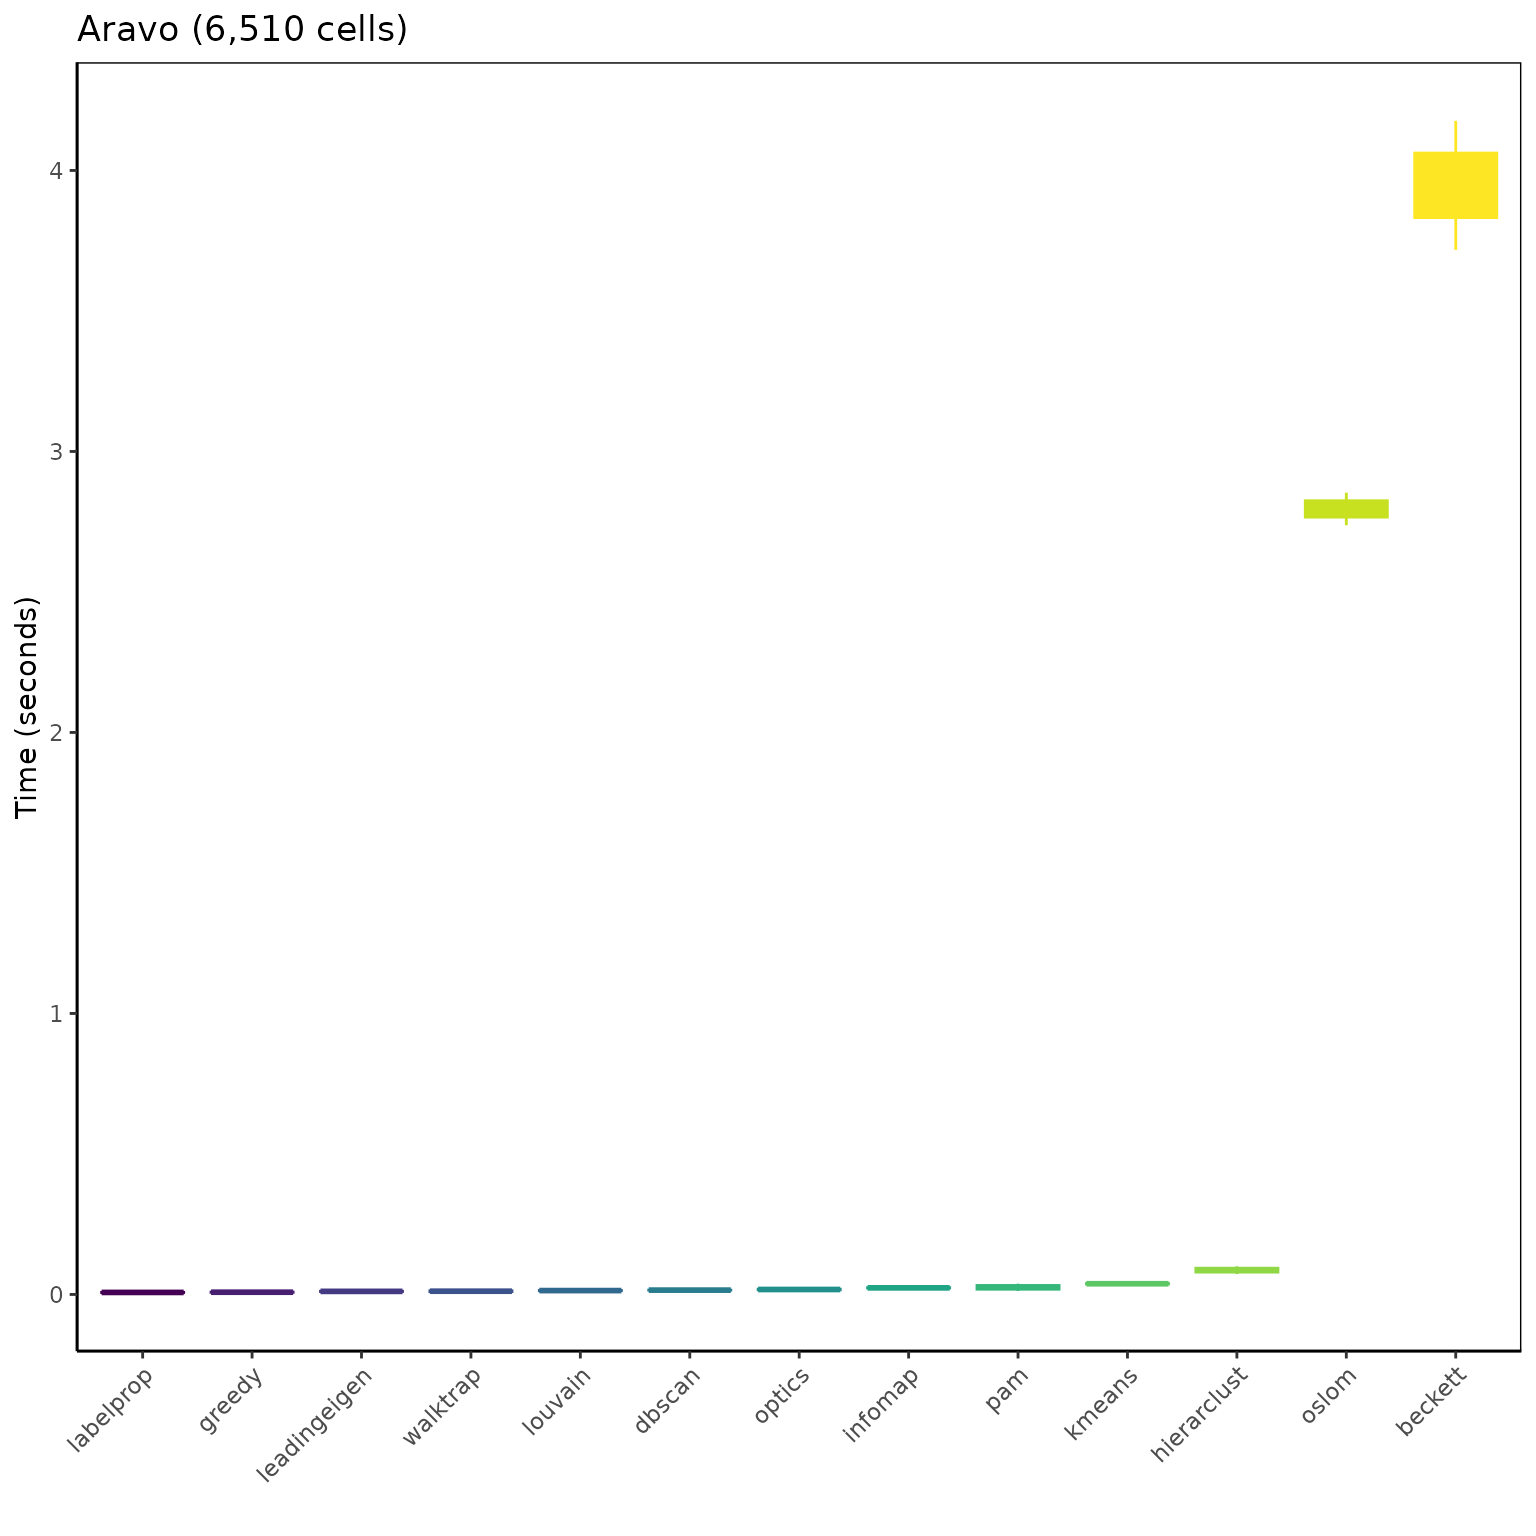 Aravo (6,510 cells)
Time (seconds)
4
3
2
1
0
labelprop
greedy
leadingeigen
walktrap
louvain
dbscan
optics
infomap
pam
kmeans
hierarclust
oslom
beckett